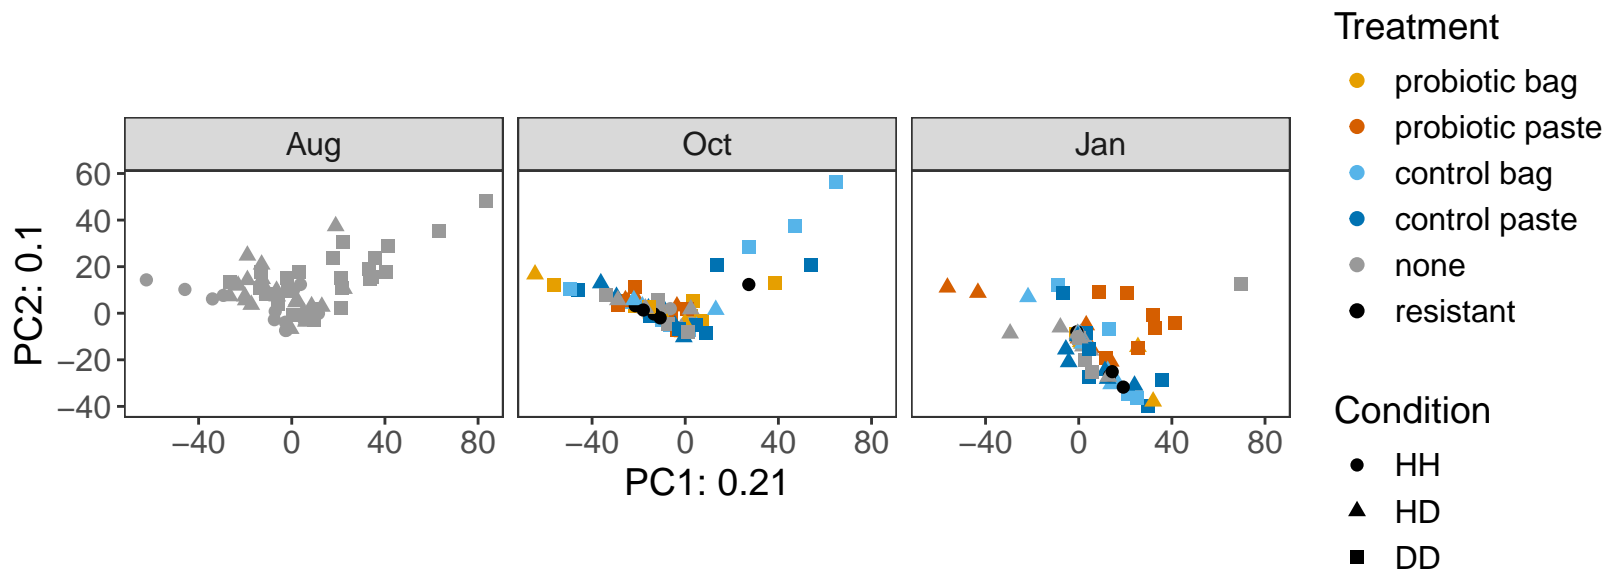 Treatment
probiotic bag
probiotic paste
control bag
control paste
none
resistant
Condition
HH
HD
DD
Aug Oct Jan
PC2: 0.1
60
40
20
0
−20
−40
−40 0 40 80 −40 0 40 80 −40 0 40 80
PC1: 0.21